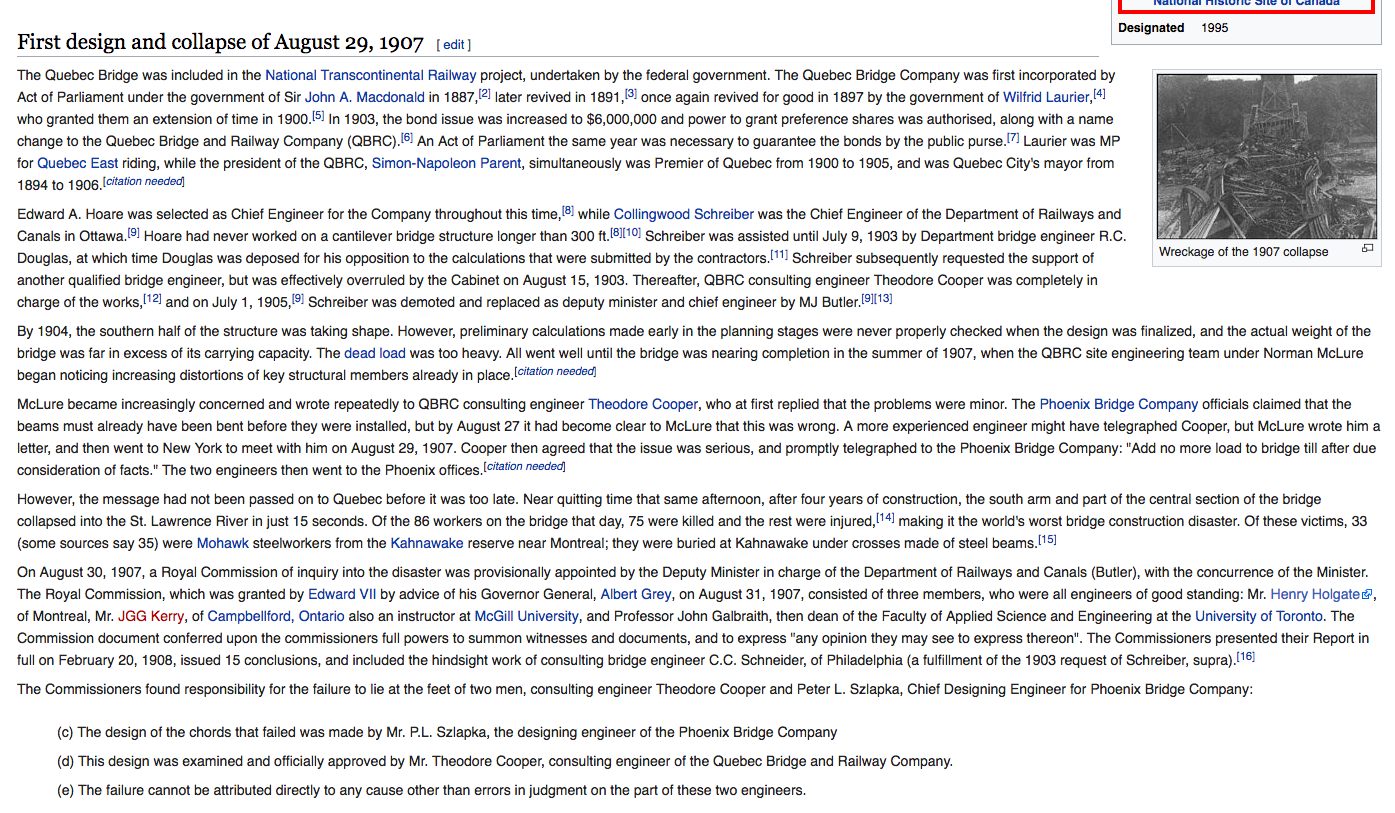 National Historic Site of Canada
Designated 1995
First design and collapse of August 29, 1907 [ edit ]
The Quebec Bridge was included in the National Transcontinental Railway project, undertaken by the federal government. The Quebec Bridge Company was first incorporated by
Act of Parliament under the government of Sir John A. Macdonald in 1887,[2] later revived in 1891,[3] once again revived for good in 1897 by the government of Wilfrid Laurier,[4]
who granted them an extension of time in 1900.[5] In 1903, the bond issue was increased to $6,000,000 and power to grant preference shares was authorised, along with a name
change to the Quebec Bridge and Railway Company (QBRC).[6] An Act of Parliament the same year was necessary to guarantee the bonds by the public purse.[7] Laurier was MP
for Quebec East riding, while the president of the QBRC, Simon-Napoleon Parent, simultaneously was Premier of Quebec from 1900 to 1905, and was Quebec City's mayor from
1894 to 1906.[citation needed]
Wreckage of the 1907 collapse
Edward A. Hoare was selected as Chief Engineer for the Company throughout this time,[8] while Collingwood Schreiber was the Chief Engineer of the Department of Railways and
Canals in Ottawa.[9] Hoare had never worked on a cantilever bridge structure longer than 300 ft.[8][10] Schreiber was assisted until July 9, 1903 by Department bridge engineer R.C.
Douglas, at which time Douglas was deposed for his opposition to the calculations that were submitted by the contractors.[11] Schreiber subsequently requested the support of
another qualified bridge engineer, but was effectively overruled by the Cabinet on August 15, 1903. Thereafter, QBRC consulting engineer Theodore Cooper was completely in
charge of the works,[12] and on July 1, 1905,[9] Schreiber was demoted and replaced as deputy minister and chief engineer by MJ Butler.[9][13]
By 1904, the southern half of the structure was taking shape. However, preliminary calculations made early in the planning stages were never properly checked when the design was finalized, and the actual weight of the
bridge was far in excess of its carrying capacity. The dead load was too heavy. All went well until the bridge was nearing completion in the summer of 1907, when the QBRC site engineering team under Norman McLure
began noticing increasing distortions of key structural members already in place.[citation needed]
McLure became increasingly concerned and wrote repeatedly to QBRC consulting engineer Theodore Cooper, who at first replied that the problems were minor. The Phoenix Bridge Company officials claimed that the
beams must already have been bent before they were installed, but by August 27 it had become clear to McLure that this was wrong. A more experienced engineer might have telegraphed Cooper, but McLure wrote him a
letter, and then went to New York to meet with him on August 29, 1907. Cooper then agreed that the issue was serious, and promptly telegraphed to the Phoenix Bridge Company: "Add no more load to bridge till after due
consideration of facts." The two engineers then went to the Phoenix offices.[citation needed]
However, the message had not been passed on to Quebec before it was too late. Near quitting time that same afternoon, after four years of construction, the south arm and part of the central section of the bridge
collapsed into the St. Lawrence River in just 15 seconds. Of the 86 workers on the bridge that day, 75 were killed and the rest were injured,[14] making it the world's worst bridge construction disaster. Of these victims, 33
(some sources say 35) were Mohawk steelworkers from the Kahnawake reserve near Montreal; they were buried at Kahnawake under crosses made of steel beams.[15]
On August 30, 1907, a Royal Commission of inquiry into the disaster was provisionally appointed by the Deputy Minister in charge of the Department of Railways and Canals (Butler), with the concurrence of the Minister.
The Royal Commission, which was granted by Edward VII by advice of his Governor General, Albert Grey, on August 31, 1907, consisted of three members, who were all engineers of good standing: Mr. Henry Holgate,
of Montreal, Mr. JGG Kerry, of Campbellford, Ontario also an instructor at McGill University, and Professor John Galbraith, then dean of the Faculty of Applied Science and Engineering at the University of Toronto. The
Commission document conferred upon the commissioners full powers to summon witnesses and documents, and to express "any opinion they may see to express thereon". The Commissioners presented their Report in
full on February 20, 1908, issued 15 conclusions, and included the hindsight work of consulting bridge engineer C.C. Schneider, of Philadelphia (a fulfillment of the 1903 request of Schreiber, supra).[16]
The Commissioners found responsibility for the failure to lie at the feet of two men, consulting engineer Theodore Cooper and Peter L. Szlapka, Chief Designing Engineer for Phoenix Bridge Company:
(c) The design of the chords that failed was made by Mr. P.L. Szlapka, the designing engineer of the Phoenix Bridge Company
(d) This design was examined and officially approved by Mr. Theodore Cooper, consulting engineer of the Quebec Bridge and Railway Company.
(e) The failure cannot be attributed directly to any cause other than errors in judgment on the part of these two engineers.